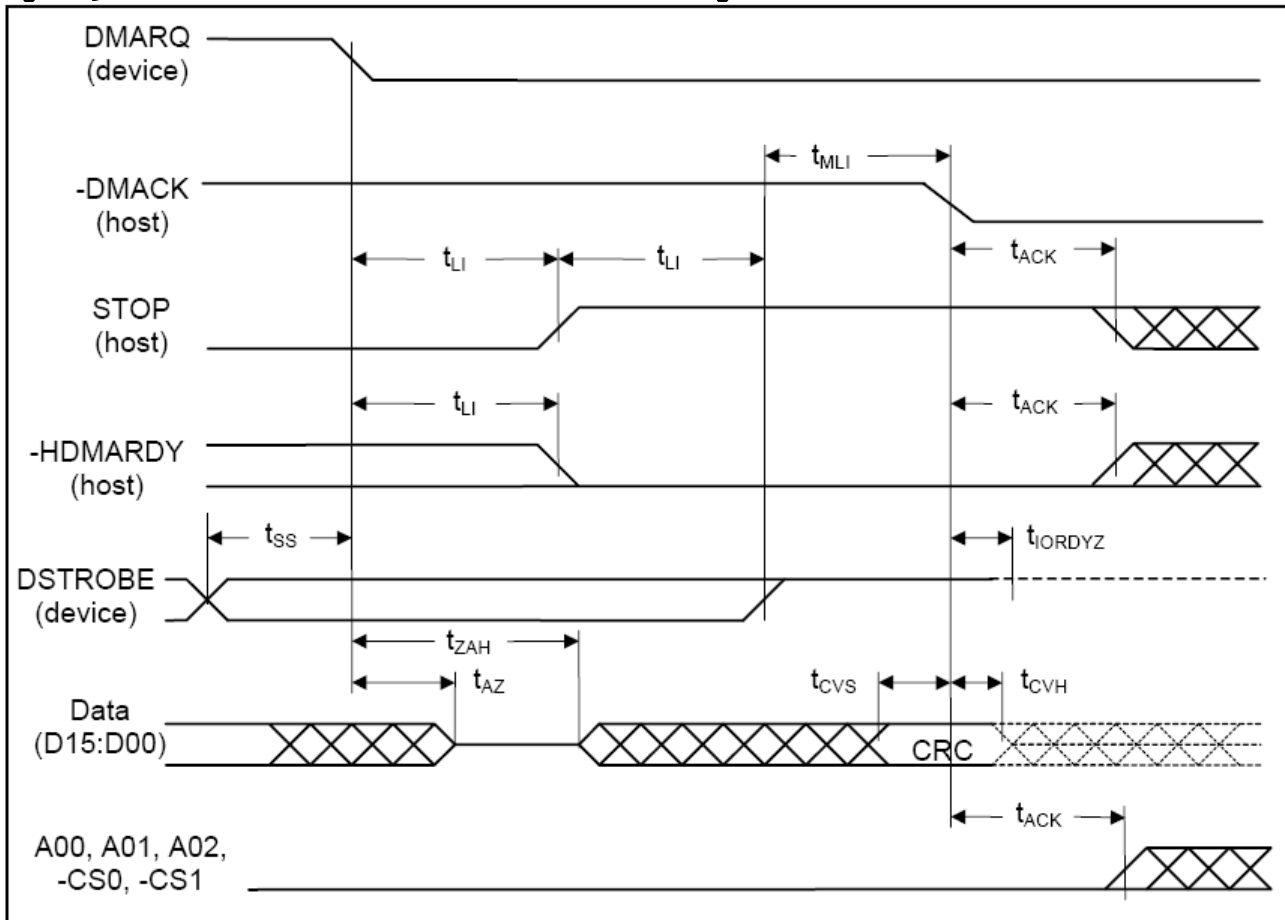 DMARQ
(device)
tMLI
-DMACK
(host)
tLI
tLI
tACK
STOP
(host)
tLI
tACK
-HDMARDY
(host)
tSS
tIORDYZ
DSTROBE
(device)
tZAH
tAZ
tCVS
tCVH
Data
(D15:D00)
CRC
tACK
A00, A01, A02,
-CS0, -CS1